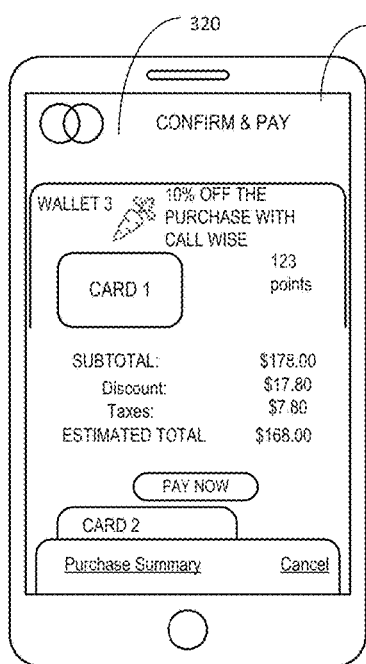 320
CONFIRM & PAY
WALLET 3
10% OFF THE
PURCHASE WITH
CALL WISE
CARD 1
123
points
SUBTOTAL: $178.00
Discount: $17.80
Taxes: $7.80
ESTIMATED TOTAL $168.00
PAY NOW
CARD 2
Purchase Summary Cancel